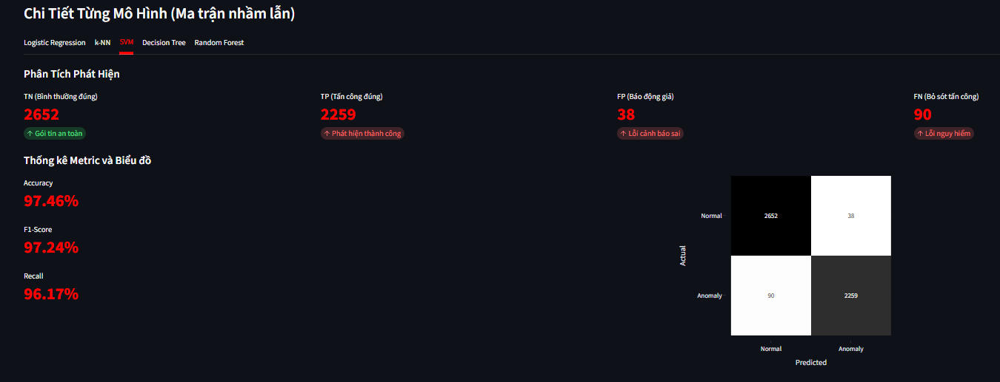 Chi Tiết Từng Mô Hình (Ma trận nhầm lẫn)
Logistic Regression k-NN SVM Decision Tree Random Forest
Phân Tích Phát Hiện
TN (Bình thường đúng) TP (Tấn công đúng) FP (Báo động giả) FN (Bỏ sót tấn công)
2652 2259 38 90
↑ Gói tin an toàn ↑ Phát hiện thành công ↑ Lỗi cảnh báo sai ↑ Lỗi nguy hiểm
Thống kê Metric và Biểu đồ
Accuracy
97.46%
F1-Score
97.24%
Recall
96.17%
Actual
Normal 2652 38
Anomaly 90 2259
Normal Anomaly
Predicted